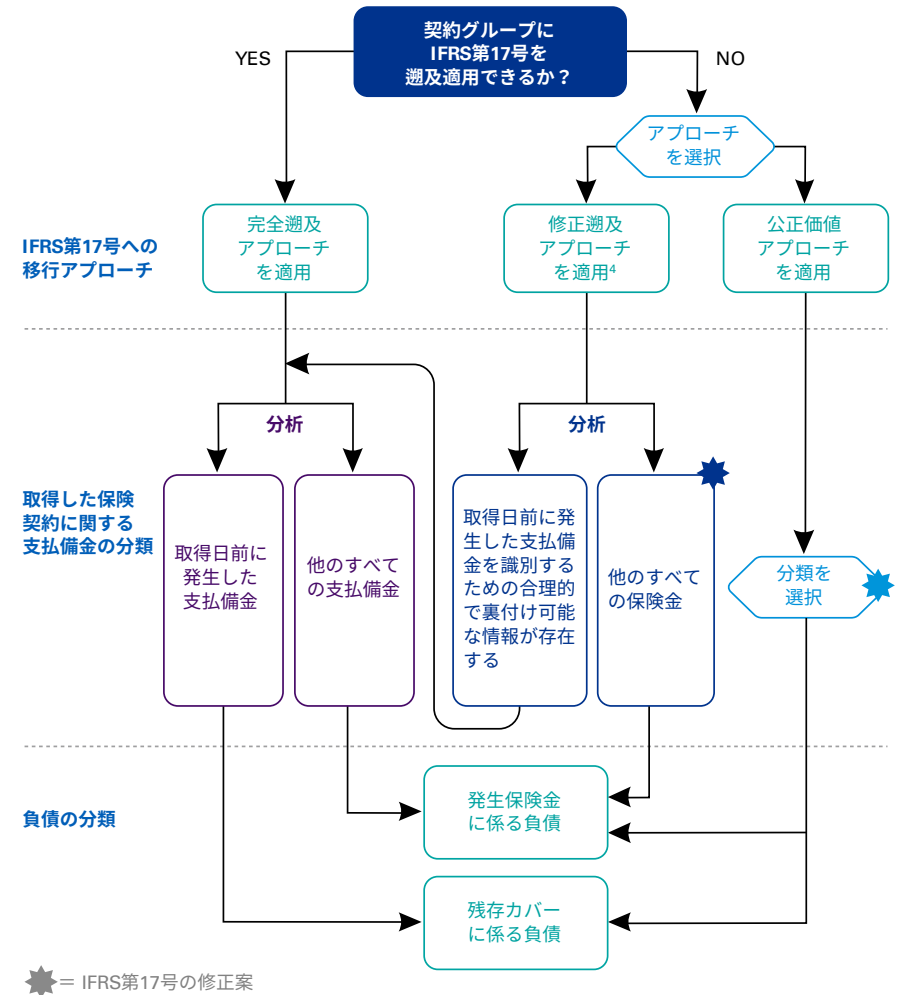 契約グループに
IFRS第17号を
遡及適用できるか？
YES
NO
アプローチ
を選択
IFRS第17号への
移行アプローチ
完全遡及
アプローチ
を適用
修正遡及
アプローチ
を適用4
公正価値
アプローチ
を適用
分析
分析
取得した保険
契約に関する
支払備金の分類
取得日前に
発生した
支払備金
他のすべて
の支払備金
取得日前に発
生した支払備
金を識別する
ための合理的
で裏付け可能
な情報が存在
する
他のすべて
の保険金
分類を
選択
負債の分類
発生保険金
に係る負債
残存カバー
に係る負債
= IFRS第17号の修正案